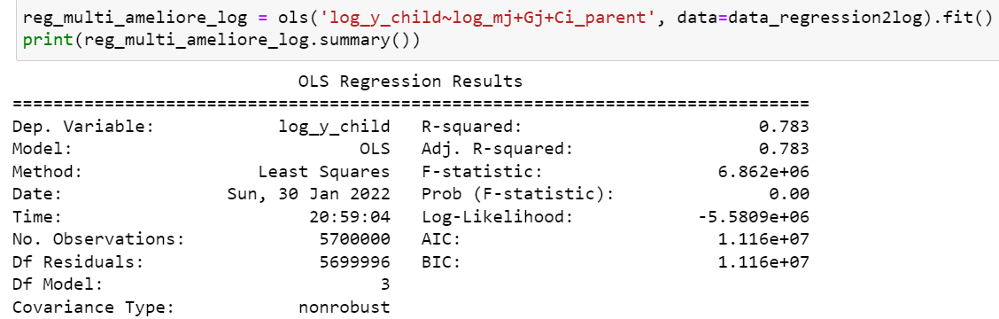 reg_multi_ameliore_log = ols('log_y_child~log_mj+Gj+Ci_parent', data=data_regression2log).fit()
print(reg_multi_ameliore_log.summary())
OLS Regression Results
==============================================================================
Dep. Variable: log_y_child R-squared: 0.783
Model: OLS Adj. R-squared: 0.783
Method: Least Squares F-statistic: 6.862e+06
Date: Sun, 30 Jan 2022 Prob (F-statistic): 0.00
Time: 20:59:04 Log-Likelihood: -5.5809e+06
No. Observations: 5700000 AIC: 1.116e+07
Df Residuals: 5699996 BIC: 1.116e+07
Df Model: 3
Covariance Type: nonrobust